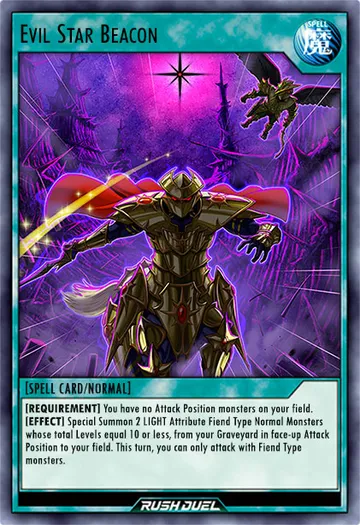 EVIL STAR BEACON
SPELL
魔
[SPELL CARD/NORMAL]
[REQUIREMENT] You have no Attack Position monsters on your field.
[EFFECT] Special Summon 2 LIGHT Attribute Fiend Type Normal Monsters
whose total Levels equal 10 or less, from your Graveyard in face-up Attack
Position to your field. This turn, you can only attack with Fiend Type
monsters.
RUSH DUEL